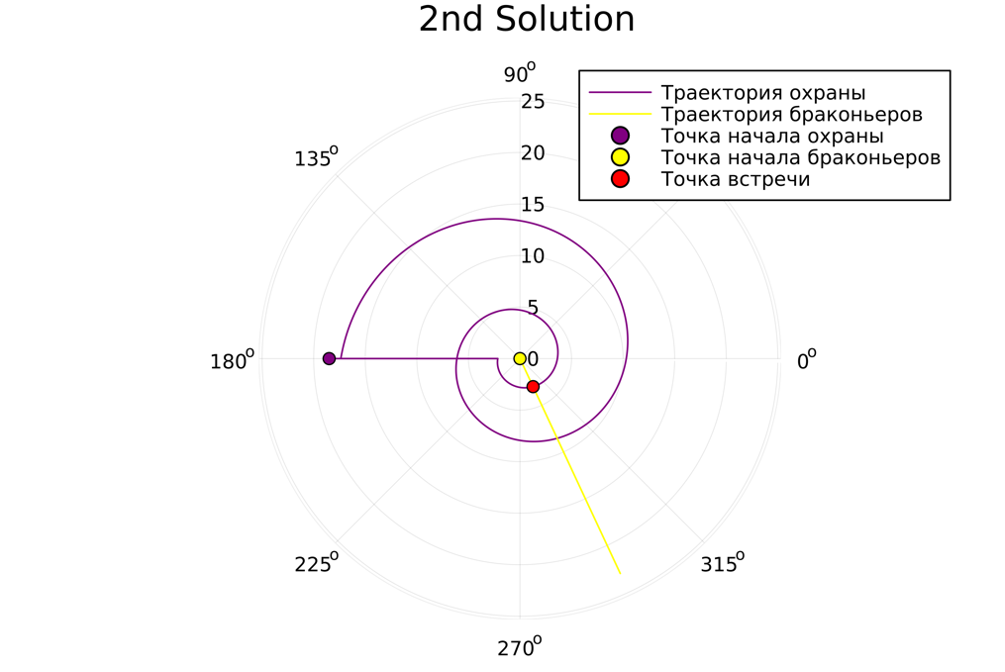 2nd Solution
90°
25
Траектория охраны
Траектория браконьеров
Точка начала охраны
Точка начала браконьеров
Точка встречи
135°
20
15
10
5
180°
0
0°
225°
315°
270°